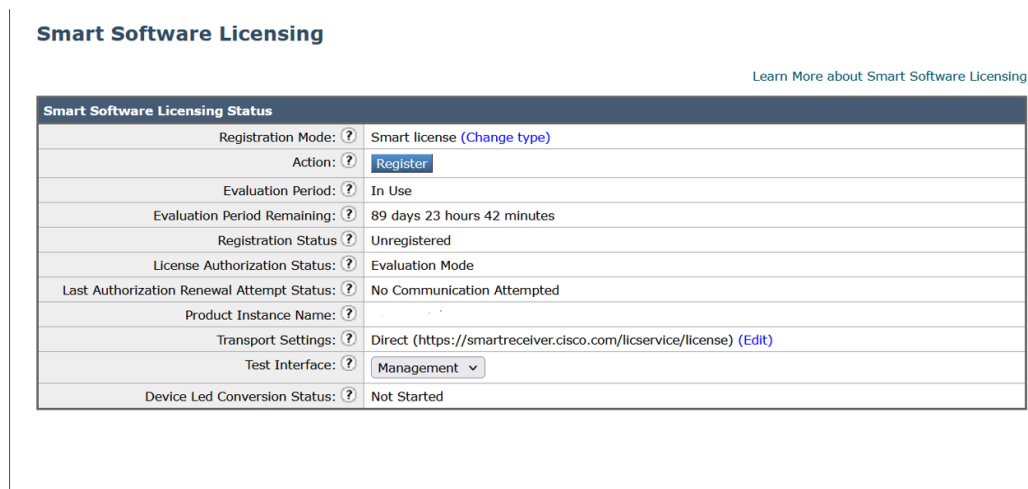 Smart Software Licensing
Learn More about Smart Software Licensing
Smart Software Licensing Status
Registration Mode: ? Smart license (Change type)
Action: ? Register
Evaluation Period: ? In Use
Evaluation Period Remaining: ? 89 days 23 hours 42 minutes
Registration Status ? Unregistered
License Authorization Status: ? Evaluation Mode
Last Authorization Renewal Attempt Status: ? No Communication Attempted
Product Instance Name: ?
Transport Settings: ? Direct (https://smartreceiver.cisco.com/licservice/license) (Edit)
Test Interface: ? Management
Device Led Conversion Status: ? Not Started